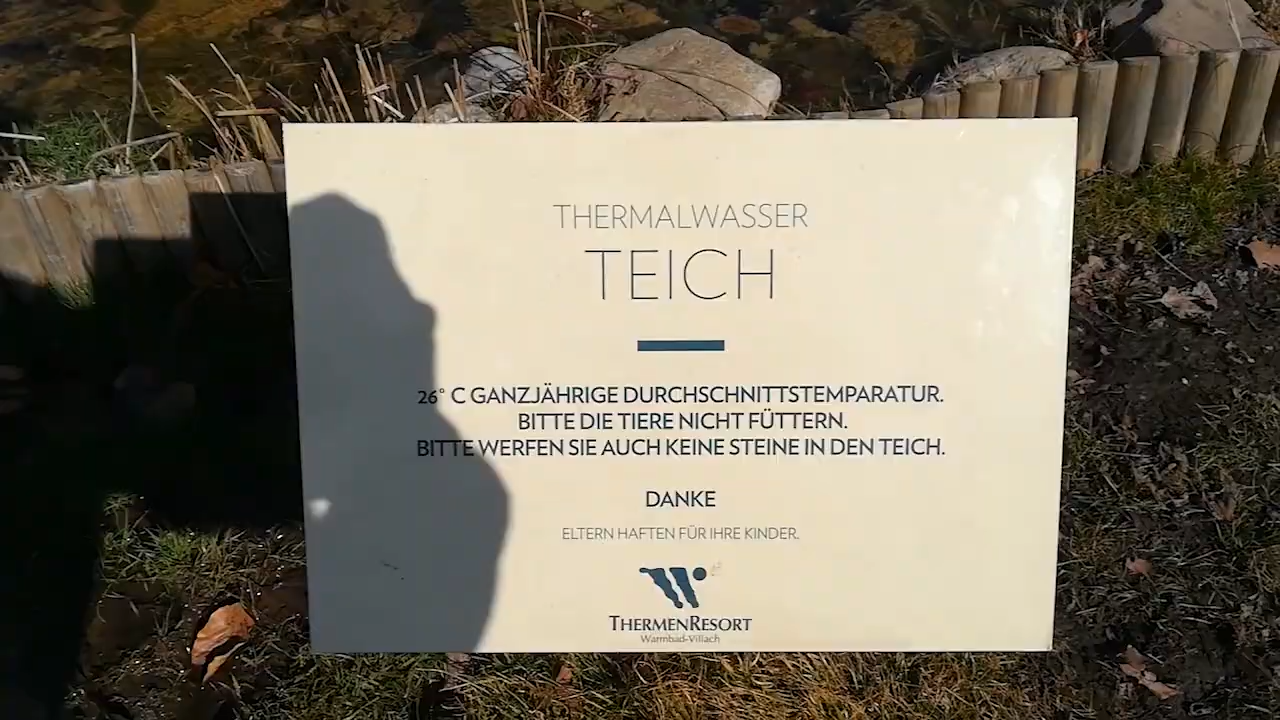 THERMALWASSER
TEICH
26° C GANZJÄHRIGE DURCHSCHNITTSTEMPARATUR.
BITTE DIE TIERE NICHT FÜTTERN.
BITTE WERFEN SIE AUCH KEINE STEINE IN DEN TEICH.
DANKE
ELTERN HAFTEN FÜR IHRE KINDER.
THERMENRESORT
Warmbad-Villach